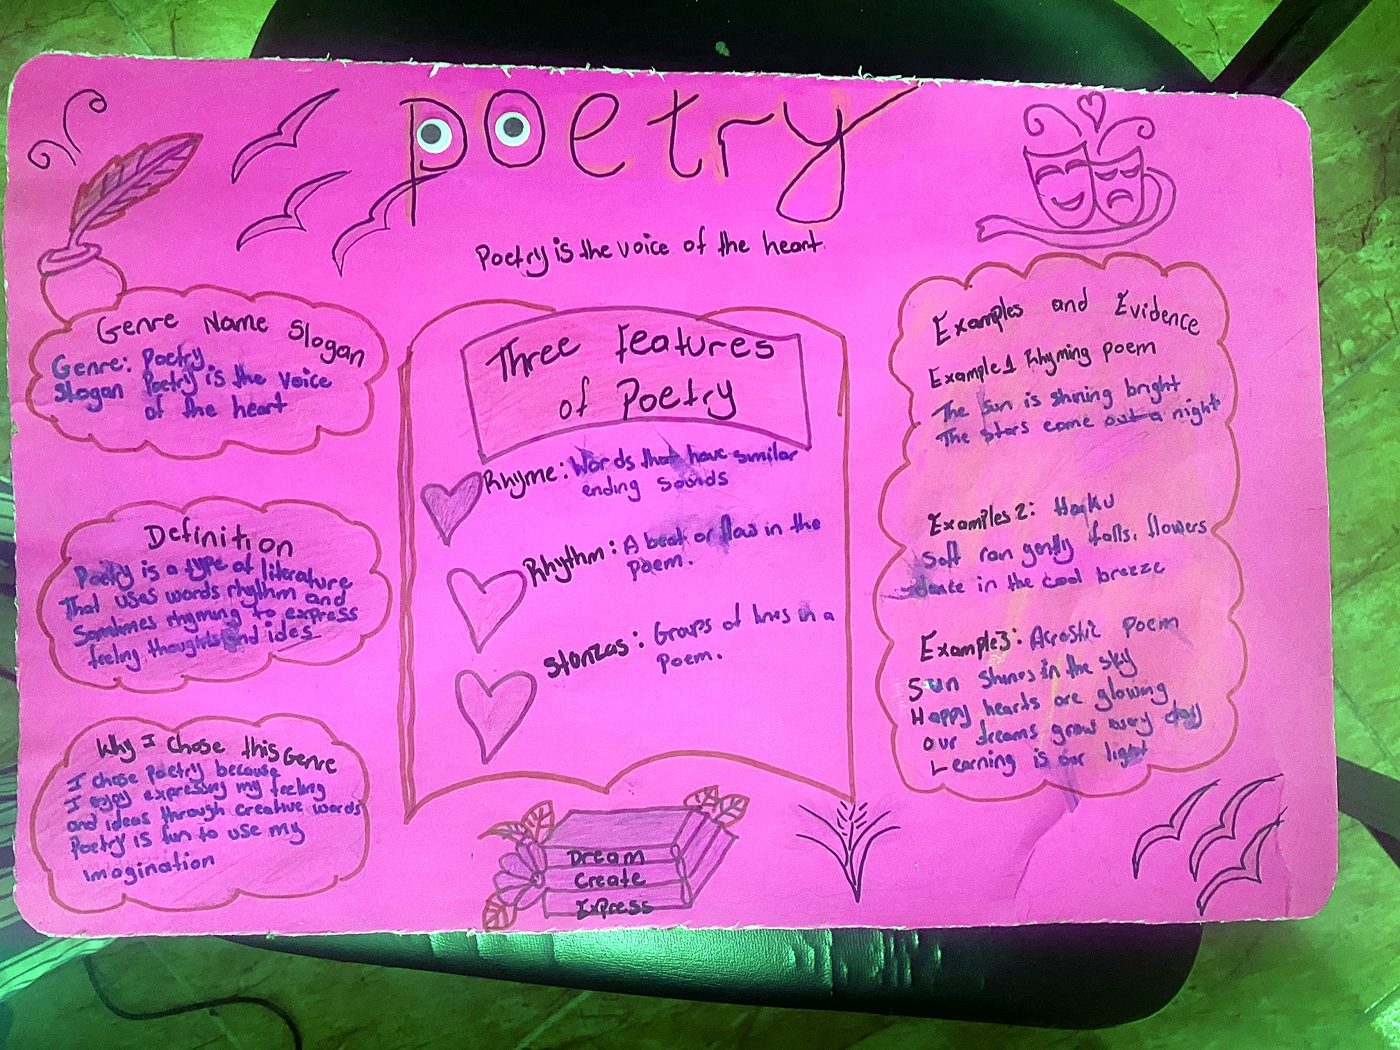 poetry
Poetry is the voice of the heart.
Genre Name Slogan
Genre: Poetry
Slogan Poetry is the voice
of the heart
Definition
Poetry is a type of literature
That uses words rhythm and
Somtimes rhyming to express
feeling, thoughts and ides
Why I chose this Genre
I chose Poetry because
I enjoy expressing my feeling
and ideas through creative words
Poetry is fun to use my
imagination
Three features
of Poetry
Rhyme: Words that have similar
ending sounds
Rhythm: A beat or flow in the
Poem.
Stonzas: Groups of lines in a
Poem.
Dream
Create
Express
Examples and Evidence
Example1 Rhyming poem
The sun is shining bright
The stars come out a night
Examples2: Haiku
Soft ran gently falls, flowers
dance in the cool breeze
Example3: Acrostic Poem
Sun shines in the sky
Happy hearts are glowing
Our dreams grow every day
Learning is our light